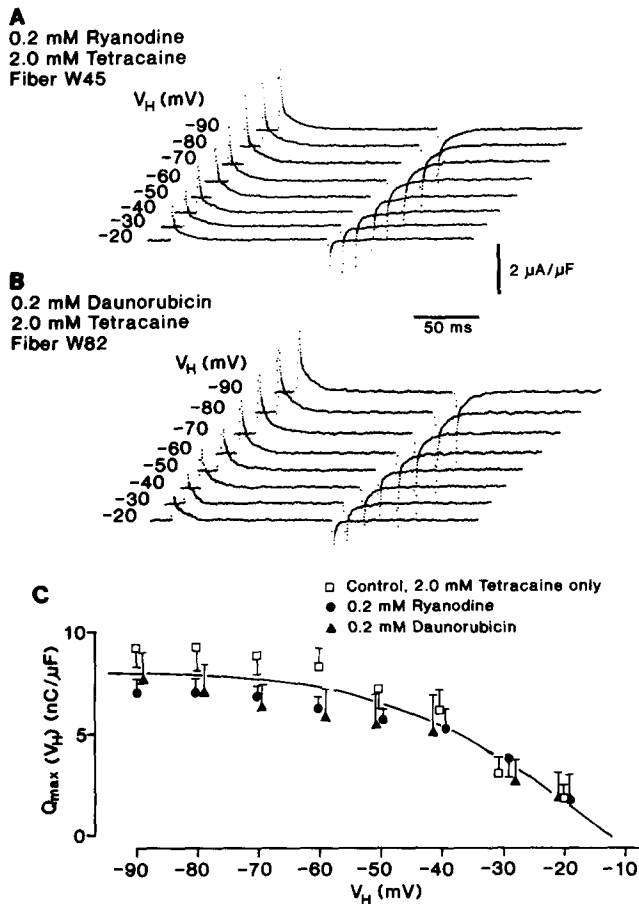 A
0.2 mM Ryanodine
2.0 mM Tetracaine
Fiber W45
V_H (mV)
-90
-80
-70
-60
-50
-40
-30
-20
2 μA/μF
50 ms
B
0.2 mM Daunorubicin
2.0 mM Tetracaine
Fiber W82
V_H (mV)
-90
-80
-70
-60
-50
-40
-30
-20
C
□ Control, 2.0 mM Tetracaine only
● 0.2 mM Ryanodine
▲ 0.2 mM Daunorubicin
Q_max (V_H) (nC/μF)
10
5
0
-90 -80 -70 -60 -50 -40 -30 -20 -10
V_H (mV)